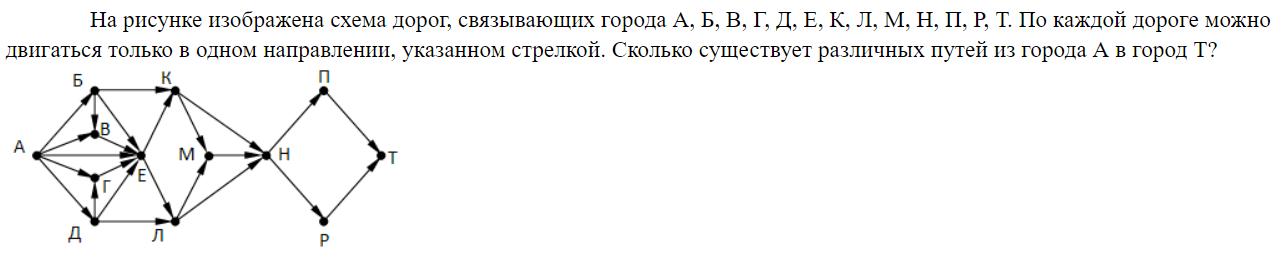 На рисунке изображена схема дорог, связывающих города А, Б, В, Г, Д, Е, К, Л, М, Н, П, Р, Т. По каждой дороге можно
двигаться только в одном направлении, указанном стрелкой. Сколько существует различных путей из города А в город Т?
Б К П
В
А М Н Т
Е
Г
Д Л Р